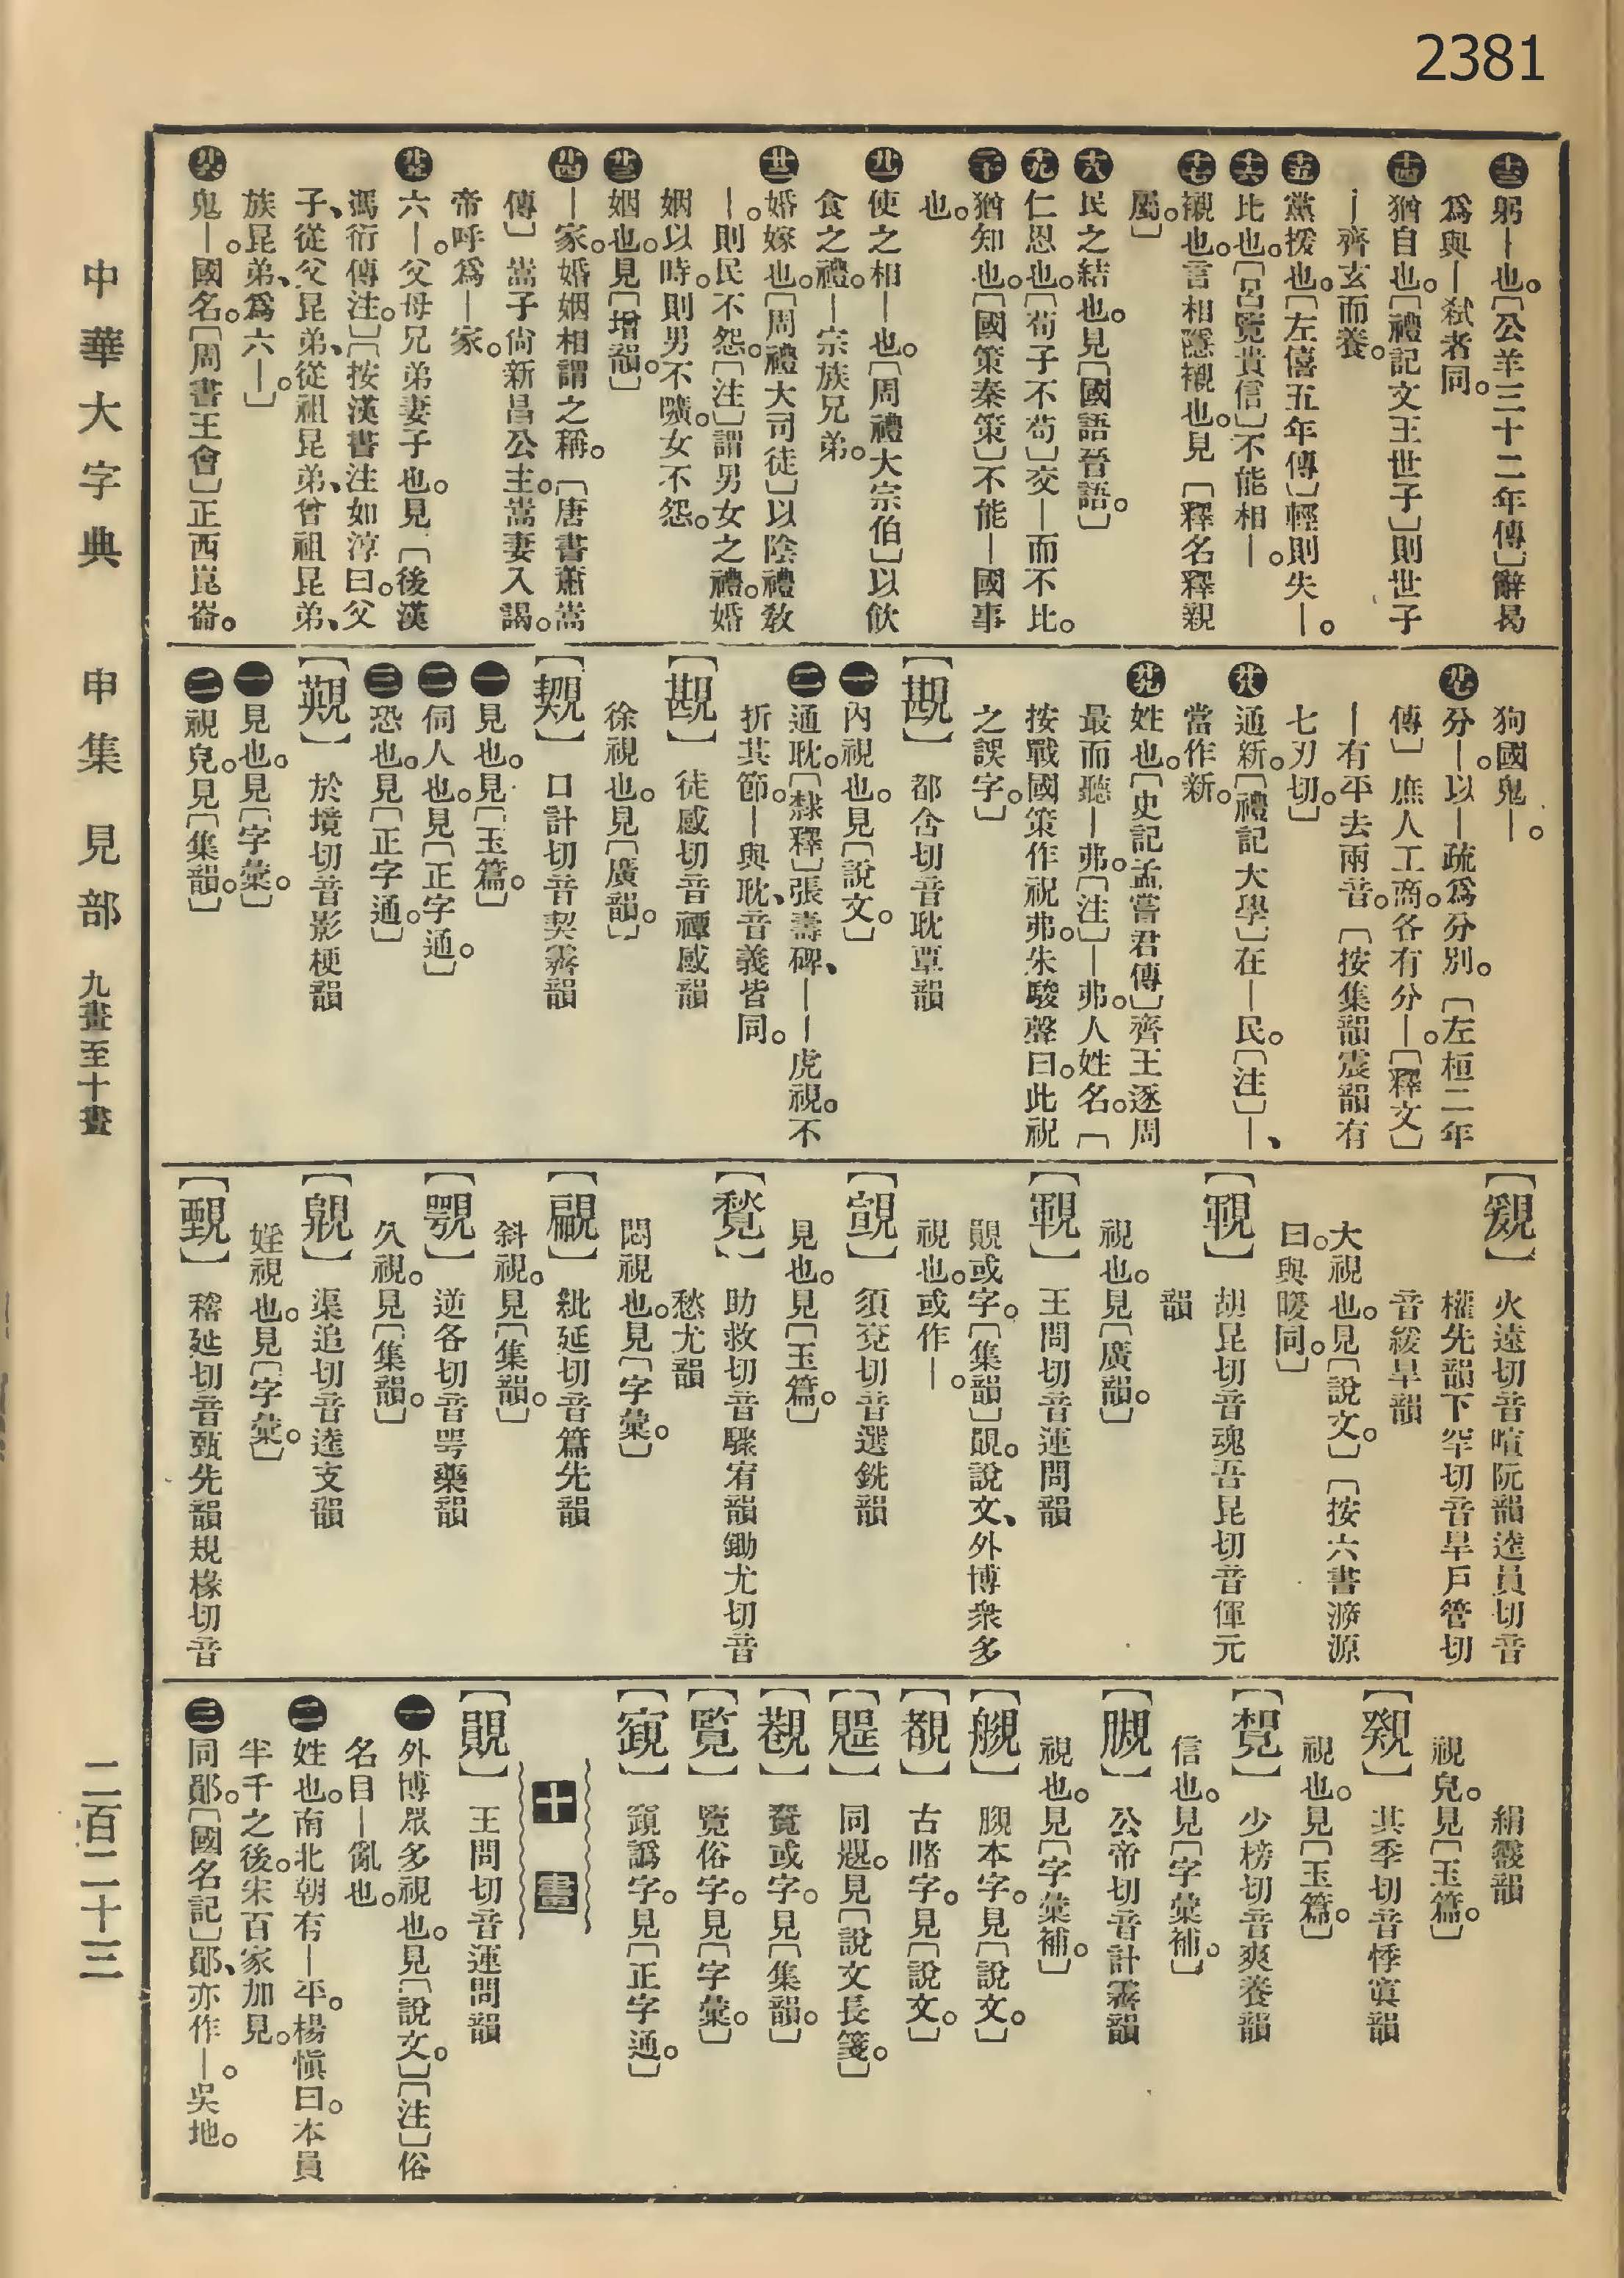 2381
十三 躬｜也。〔公羊三十二年傳〕辭曷
爲與｜弑者同。
十四 猶自也。〔禮記文王世子〕則世子
｜齊玄而養。
十五 黨援也。〔左僖五年傳〕輕則失｜。
十六 比也。〔呂覽貴信〕不能相｜。
十七 襯也。言相隱襯也。見〔釋名釋親
屬。〕
十八 民之結也。見〔國語晉語。〕
十九 仁恩也。〔荀子不苟〕交｜而不比。
二十 猶知也。〔國策秦策〕不能｜國事
也。
廿一 使之相｜也。〔周禮大宗伯〕以飲
食之禮。｜宗族兄弟。
廿二 婚嫁也。〔周禮大司徒〕以陰禮敎
｜。則民不怨。〔注〕謂男女之禮。婚
姻以時。則男不曠。女不怨。
廿三 姻也。見〔增韻。〕
廿四 ｜家。婚姻相謂之稱。〔唐書蕭嵩
傳〕嵩子尙新昌公主。嵩妻入謁。
帝呼爲｜家。
廿五 六｜。父母兄弟妻子也。見〔後漢
馮衍傳注。〕〔按漢書注如淳曰。父
子、從父昆弟、從祖昆弟、曾祖昆弟、
族昆弟、爲六｜。〕
廿六 鬼｜。國名。〔周書王會〕正西崑崙。
狗國鬼｜。
廿七 分｜。以｜疏爲分別。〔左桓二年
傳〕庶人工商。各有分｜。〔釋文〕
｜有平去兩音。〔按集韻震韻有
七刃切。〕
廿八 通新。〔禮記大學〕在｜民。〔注〕｜、
當作新。
廿九 姓也。〔史記孟嘗君傳〕齊王逐周
最而聽｜弗。〔注〕｜弗。人姓名。〔
按戰國策作祝弗。朱駿聲曰。此祝
之誤字。〕
【覴】都含切音耽覃韻
一 內視也。見〔說文。〕
二 通耽。〔隸釋〕張壽碑、｜｜虎視。不
折其節。｜與耽、音義皆同。
【覴】徒感切音禫感韻
徐視也。見〔廣韻。〕
【䙿】口計切音契霽韻
一 見也。見〔玉篇。〕
二 伺人也。見〔正字通。〕
三 恐也。見〔正字通。〕
於境切音影梗韻
一 見也。見〔字彙。〕
二 視皃。見〔集韻。〕
火遠切音喧阮韻逵員切音
權先韻下罕切音旱戶管切
音緩旱韻
大視也。見〔說文。〕〔按六書溯源
曰。與暖同。〕
【䡣】胡昆切音魂吾昆切音俥元
韻
視也。見〔廣韻。〕
王問切音運問韻
䚋或字。〔集韻〕䚋。說文、外博衆多
視也。或作｜。
須兗切音選銑韻
見也。見〔玉篇。〕
助救切音驟宥韻鋤尤切音
愁尤韻
悶視也。見〔字彙。〕
紕延切音篇先韻
斜視。見〔集韻。〕
逆各切音咢藥韻
久視。見〔集韻。〕
渠追切音逵支韻
㛗視也。見〔字彙。〕
稽延切音甄先韻規椽切音
絹霰韻
視皃。見〔玉篇。〕
其季切音悸寘韻
視也。見〔玉篇。〕
少榜切音爽養韻
信也。見〔字彙補。〕
公帝切音計霽韻
視也。見〔字彙補。〕
本字。見〔說文。〕
【覩】古睹字。見〔說文。〕
【䚣】同題。見〔說文長箋。〕
或字。見〔集韻。〕
【覧】覽俗字。見〔字彙。〕
譌字。見〔正字通。〕
十畫
【䚋】王問切音運問韻
一 外博眾多視也。見〔說文。〕〔注〕俗
名目｜亂也。
二 姓也。南北朝有｜平。楊愼曰。本員
半千之後。宋百家加見。
三 同鄖。〔國名記〕鄖、亦作｜。吳地。
中華大字典 申集 見部 九畫至十畫 二百二十三